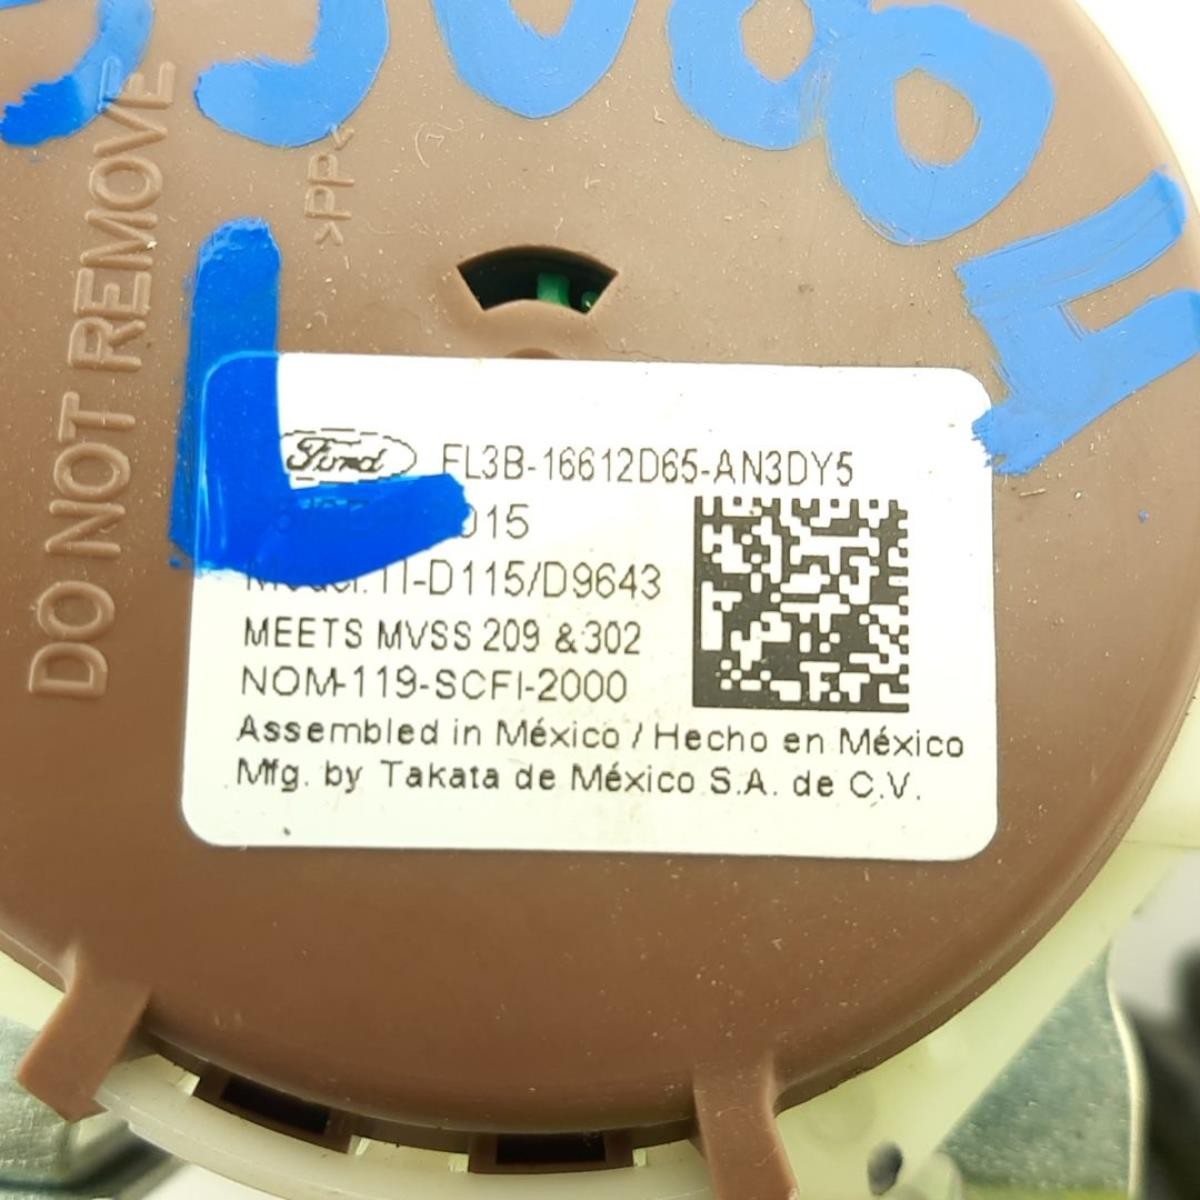 DO NOT REMOVE
>PP<
L
Ford FL3B-16612D65-AN3DY5
Model: TI-D115/D9643
MEETS MVSS 209 & 302
NOM-119-SCFI-2000
Assembled in México / Hecho en México
Mfg. by Takata de México S.A. de C.V.